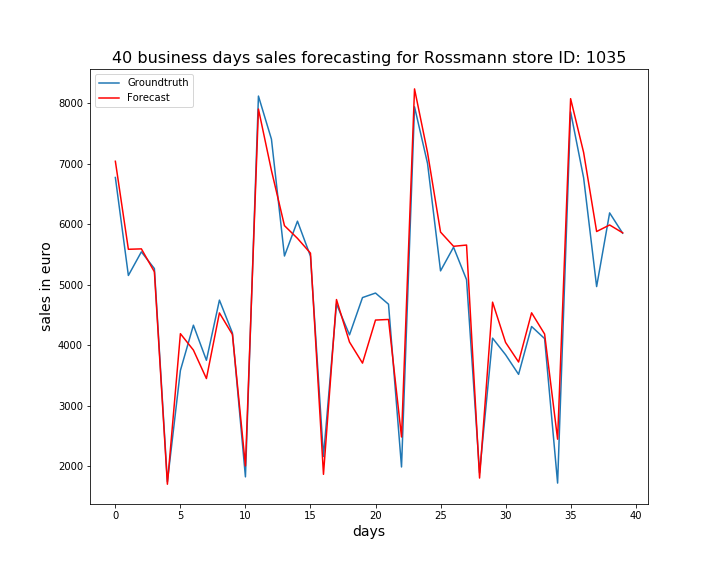 40 business days sales forecasting for Rossmann store ID: 1035
Groundtruth
Forecast
8000
7000
6000
5000
4000
3000
2000
sales in euro
0 5 10 15 20 25 30 35 40
days